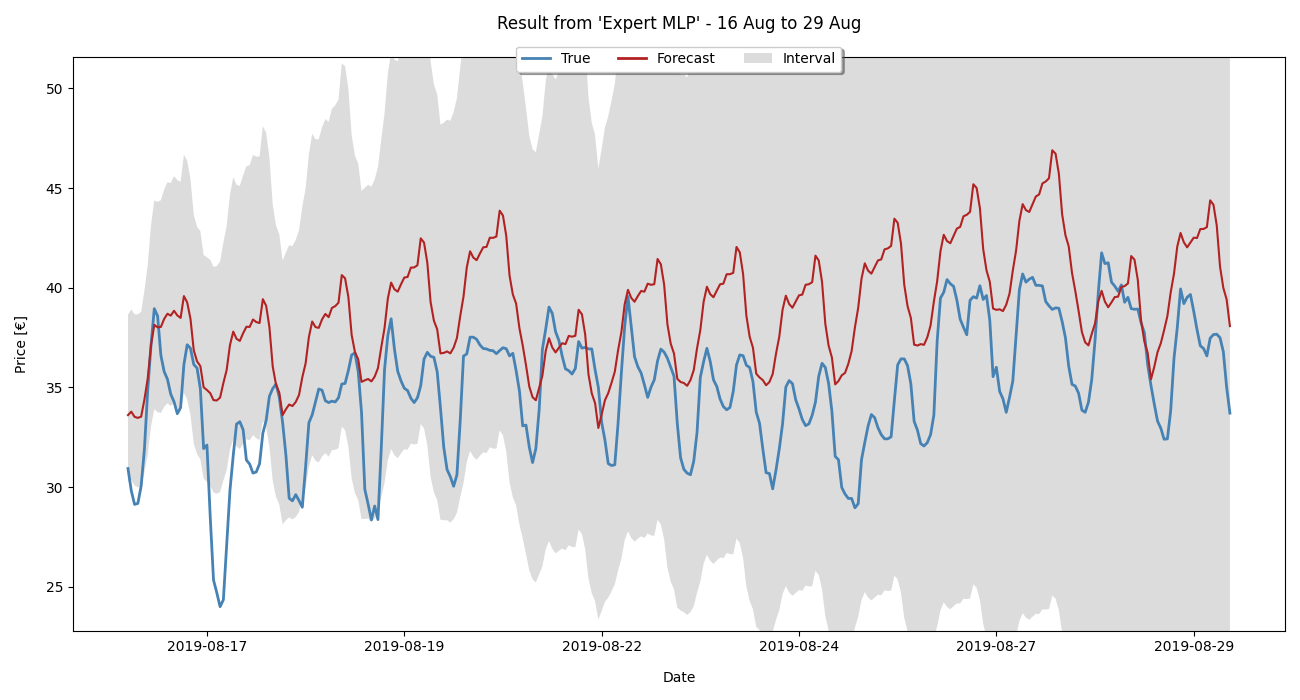 Result from 'Expert MLP' - 16 Aug to 29 Aug
True Forecast Interval
50
45
40
35
30
25
Price [€]
2019-08-17 2019-08-19 2019-08-22 2019-08-24 2019-08-27 2019-08-29
Date